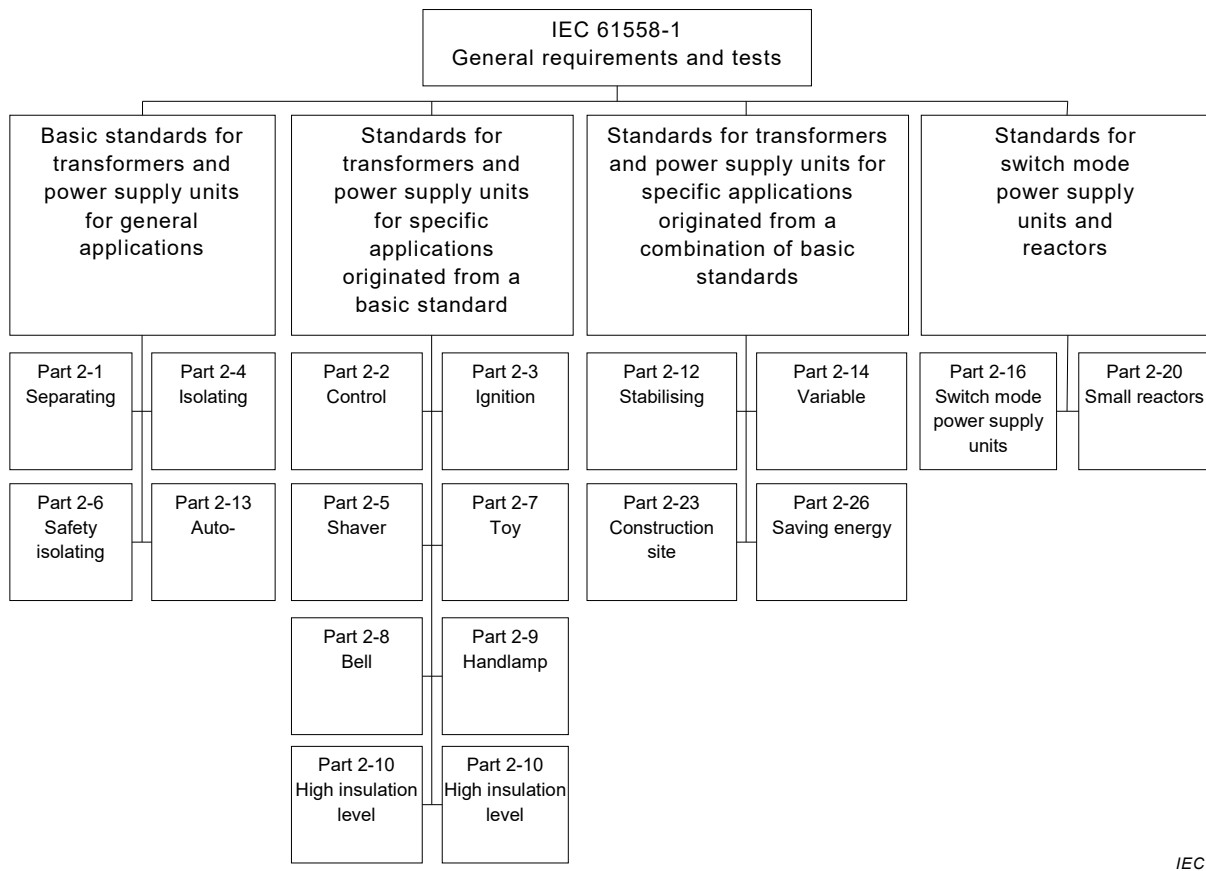 IEC 61558-1
General requirements and tests
Basic standards for
transformers and
power supply units
for general
applications
Standards for
transformers and
power supply units
for specific
applications
originated from a
basic standard
Standards for transformers
and power supply units for
specific applications
originated from a
combination of basic
standards
Standards for
switch mode
power supply
units and
reactors
Part 2-1
Separating
Part 2-4
Isolating
Part 2-2
Control
Part 2-3
Ignition
Part 2-12
Stabilising
Part 2-14
Variable
Part 2-16
Switch mode
power supply
units
Part 2-20
Small reactors
Part 2-6
Safety
isolating
Part 2-13
Auto-
Part 2-5
Shaver
Part 2-7
Toy
Part 2-23
Construction
site
Part 2-26
Saving energy
Part 2-8
Bell
Part 2-9
Handlamp
Part 2-10
High insulation
level
Part 2-10
High insulation
level
IEC